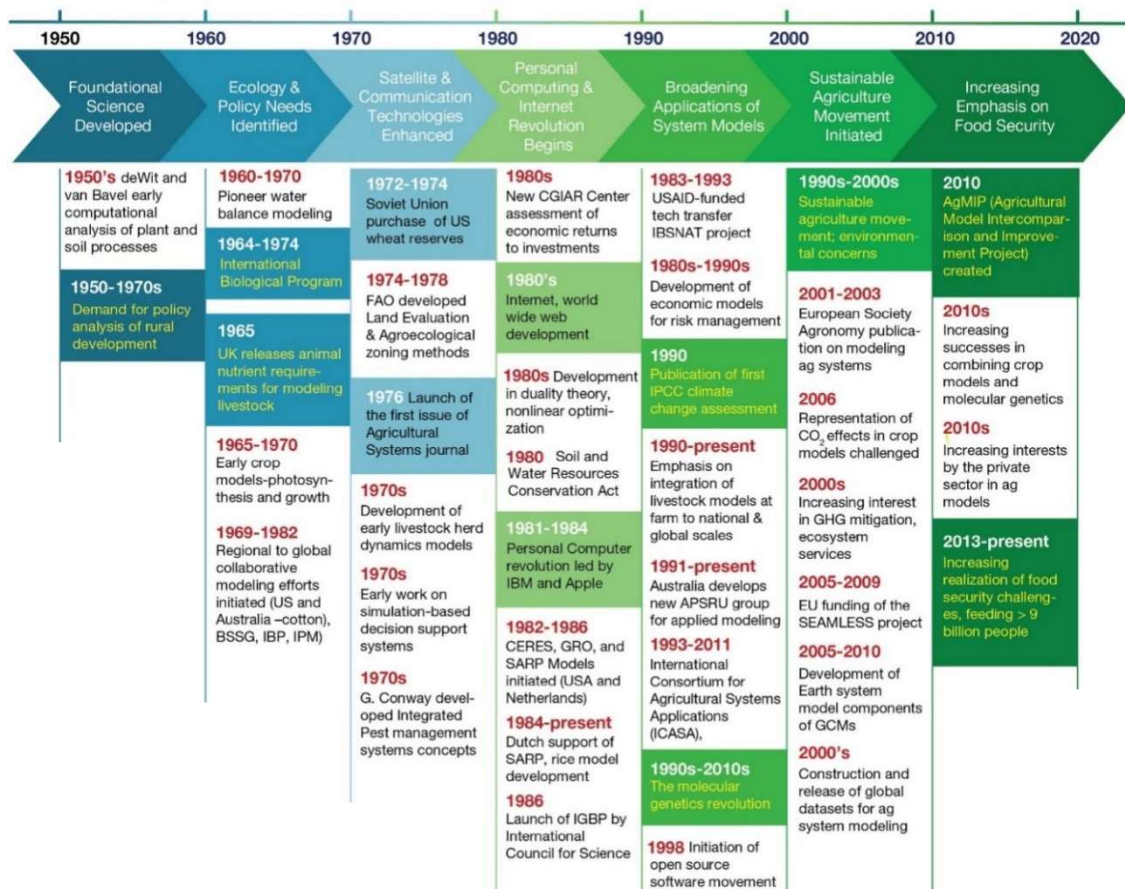 1950 1960 1970 1980 1990 2000 2010 2020
Foundational
Science
Developed
Ecology &
Policy Needs
Identified
Satellite &
Communication
Technologies
Enhanced
Personal
Computing &
Internet
Revolution
Begins
Broadening
Applications of
System Models
Sustainable
Agriculture
Movement
Initiated
Increasing
Emphasis on
Food Security
1950's deWit and
van Bavel early
computational
analysis of plant and
soil processes
1950-1970s
Demand for policy
analysis of rural
development
1960-1970
Pioneer water
balance modeling
1964-1974
International
Biological Program
1965
UK releases animal
nutrient require-
ments for modeling
livestock
1965-1970
Early crop
models-photosyn-
thesis and growth
1969-1982
Regional to global
collaborative
modeling efforts
initiated (US and
Australia –cotton),
BSSG, IBP, IPM)
1972-1974
Soviet Union
purchase of US
wheat reserves
1974-1978
FAO developed
Land Evaluation
& Agroecological
zoning methods
1976 Launch of
the first issue of
Agricultural
Systems journal
1970s
Development of
early livestock herd
dynamics models
1970s
Early work on
simulation-based
decision support
systems
1970s
G. Conway devel-
oped Integrated
Pest management
systems concepts
1980s
New CGIAR Center
assessment of
economic returns
to investments
1980's
Internet, world
wide web
development
1980s Development
in duality theory,
nonlinear optimi-
zation
1980 Soil and
Water Resources
Conservation Act
1981-1984
Personal Computer
revolution led by
IBM and Apple
1982-1986
CERES, GRO, and
SARP Models
initiated (USA and
Netherlands)
1984-present
Dutch support of
SARP, rice model
development
1986
Launch of IGBP by
International
Council for Science
1983-1993
USAID-funded
tech transfer
IBSNAT project
1980s-1990s
Development of
economic models
for risk management
1990
Publication of first
IPCC climate
change assessment
1990-present
Emphasis on
integration of
livestock models at
farm to national &
global scales
1991-present
Australia develops
new APSRU group
for applied modeling
1993-2011
International
Consortium for
Agricultural Systems
Applications
(ICASA),
1990s-2010s
The molecular
genetics revolution
1998 Initiation of
open source
software movement
1990s-2000s
Sustainable
agriculture move-
ment; environmen-
tal concerns
2001-2003
European Society
Agronomy publica-
tion on modeling
ag systems
2006
Representation of
CO2 effects in crop
models challenged
2000s
Increasing interest
in GHG mitigation,
ecosystem
services
2005-2009
EU funding of the
SEAMLESS project
2005-2010
Development of
Earth system
model components
of GCMs
2000's
Construction and
release of global
datasets for ag
system modeling
2010
AgMIP (Agricultural
Model Intercompar-
ison and Improve-
ment Project)
created
2010s
Increasing
successes in
combining crop
models and
molecular genetics
2010s
Increasing interests
by the private
sector in ag
models
2013-present
Increasing
realization of food
security challeng-
es, feeding > 9
billion people